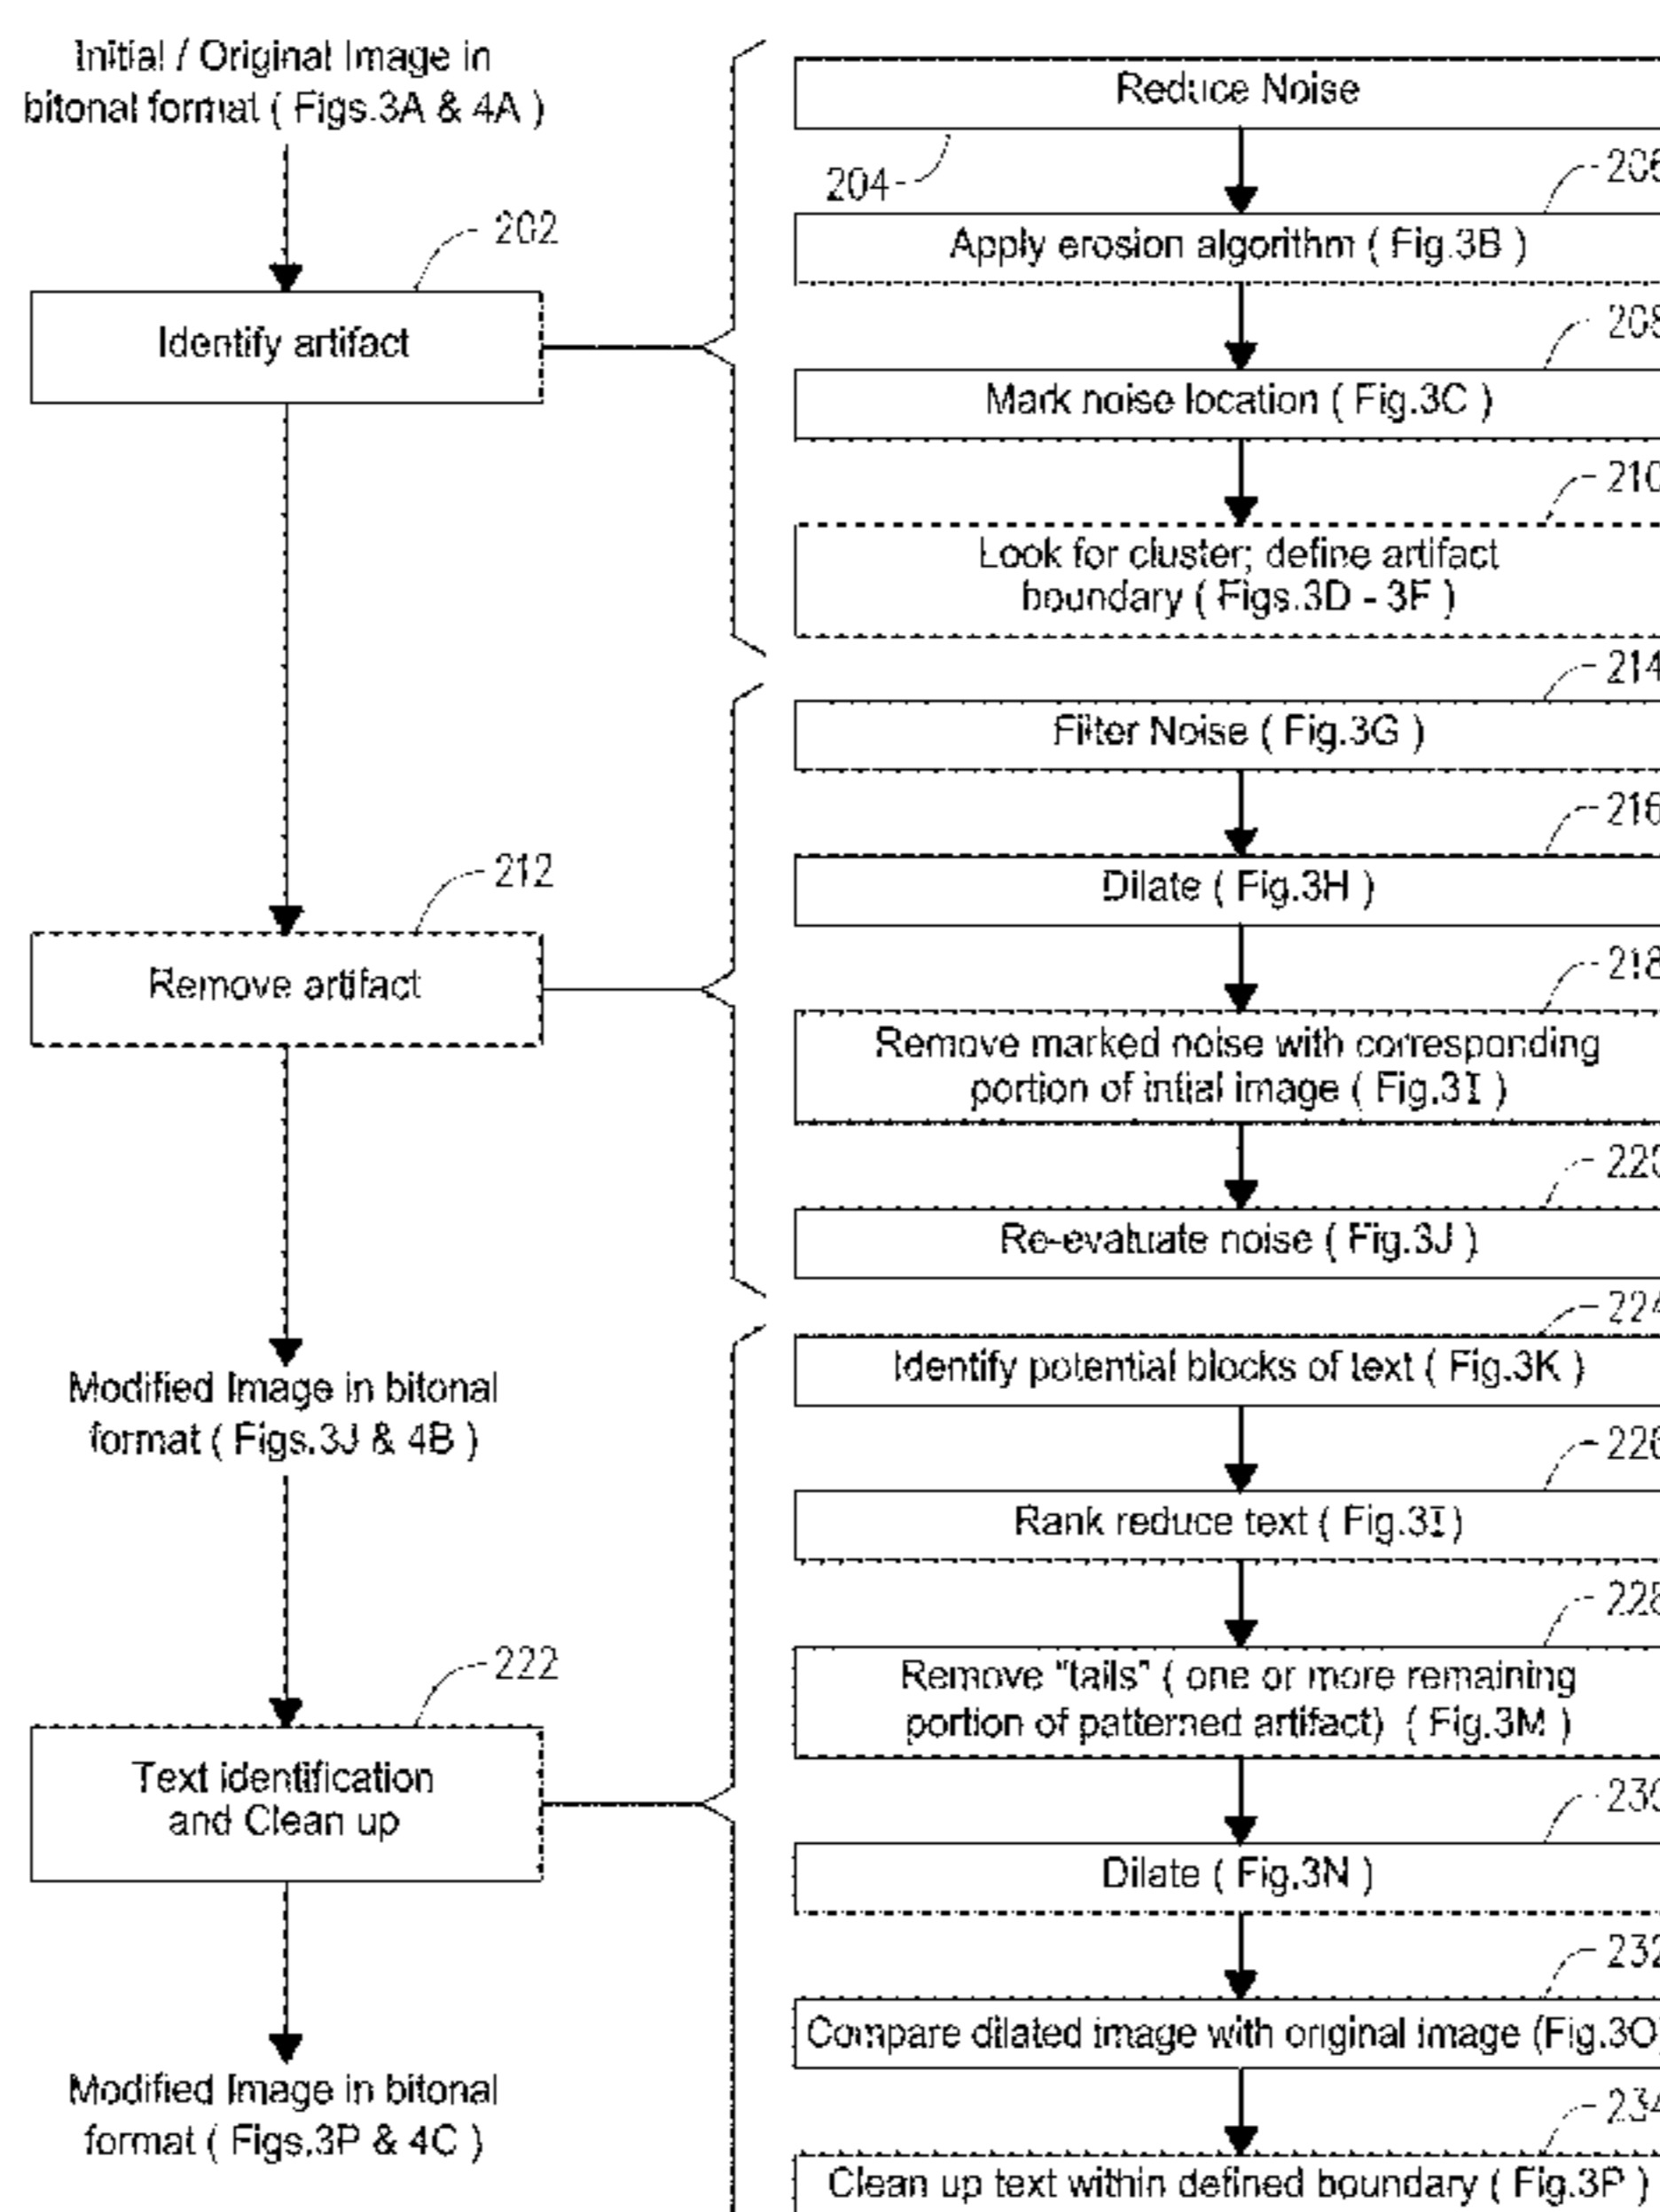 Initial / Original Image in
bitonal format ( Figs.3A & 4A )
202
Identify artifact
Reduce Noise
204
206
Apply erosion algorithm ( Fig.3B )
208
Mark noise location ( Fig.3C )
210
Look for cluster; define artifact
boundary ( Figs.3D - 3F )
212
Remove artifact
214
Filter Noise ( Fig.3G )
216
Dilate ( Fig.3H )
218
Remove marked noise with corresponding
portion of intial image ( Fig.3I )
220
Re-evaluate noise ( Fig.3J )
Modified Image in bitonal
format ( Figs.3J & 4B )
222
Text identification
and Clean up
224
Identify potential blocks of text ( Fig.3K )
226
Rank reduce text ( Fig.3I)
228
Remove "tails" ( one or more remaining
portion of patterned artifact) ( Fig.3M )
230
Dilate ( Fig.3N )
232
Compare dilated image with original image (Fig.3O)
234
Clean up text within defined boundary ( Fig.3P )
Modified Image in bitonal
format ( Figs.3P & 4C )